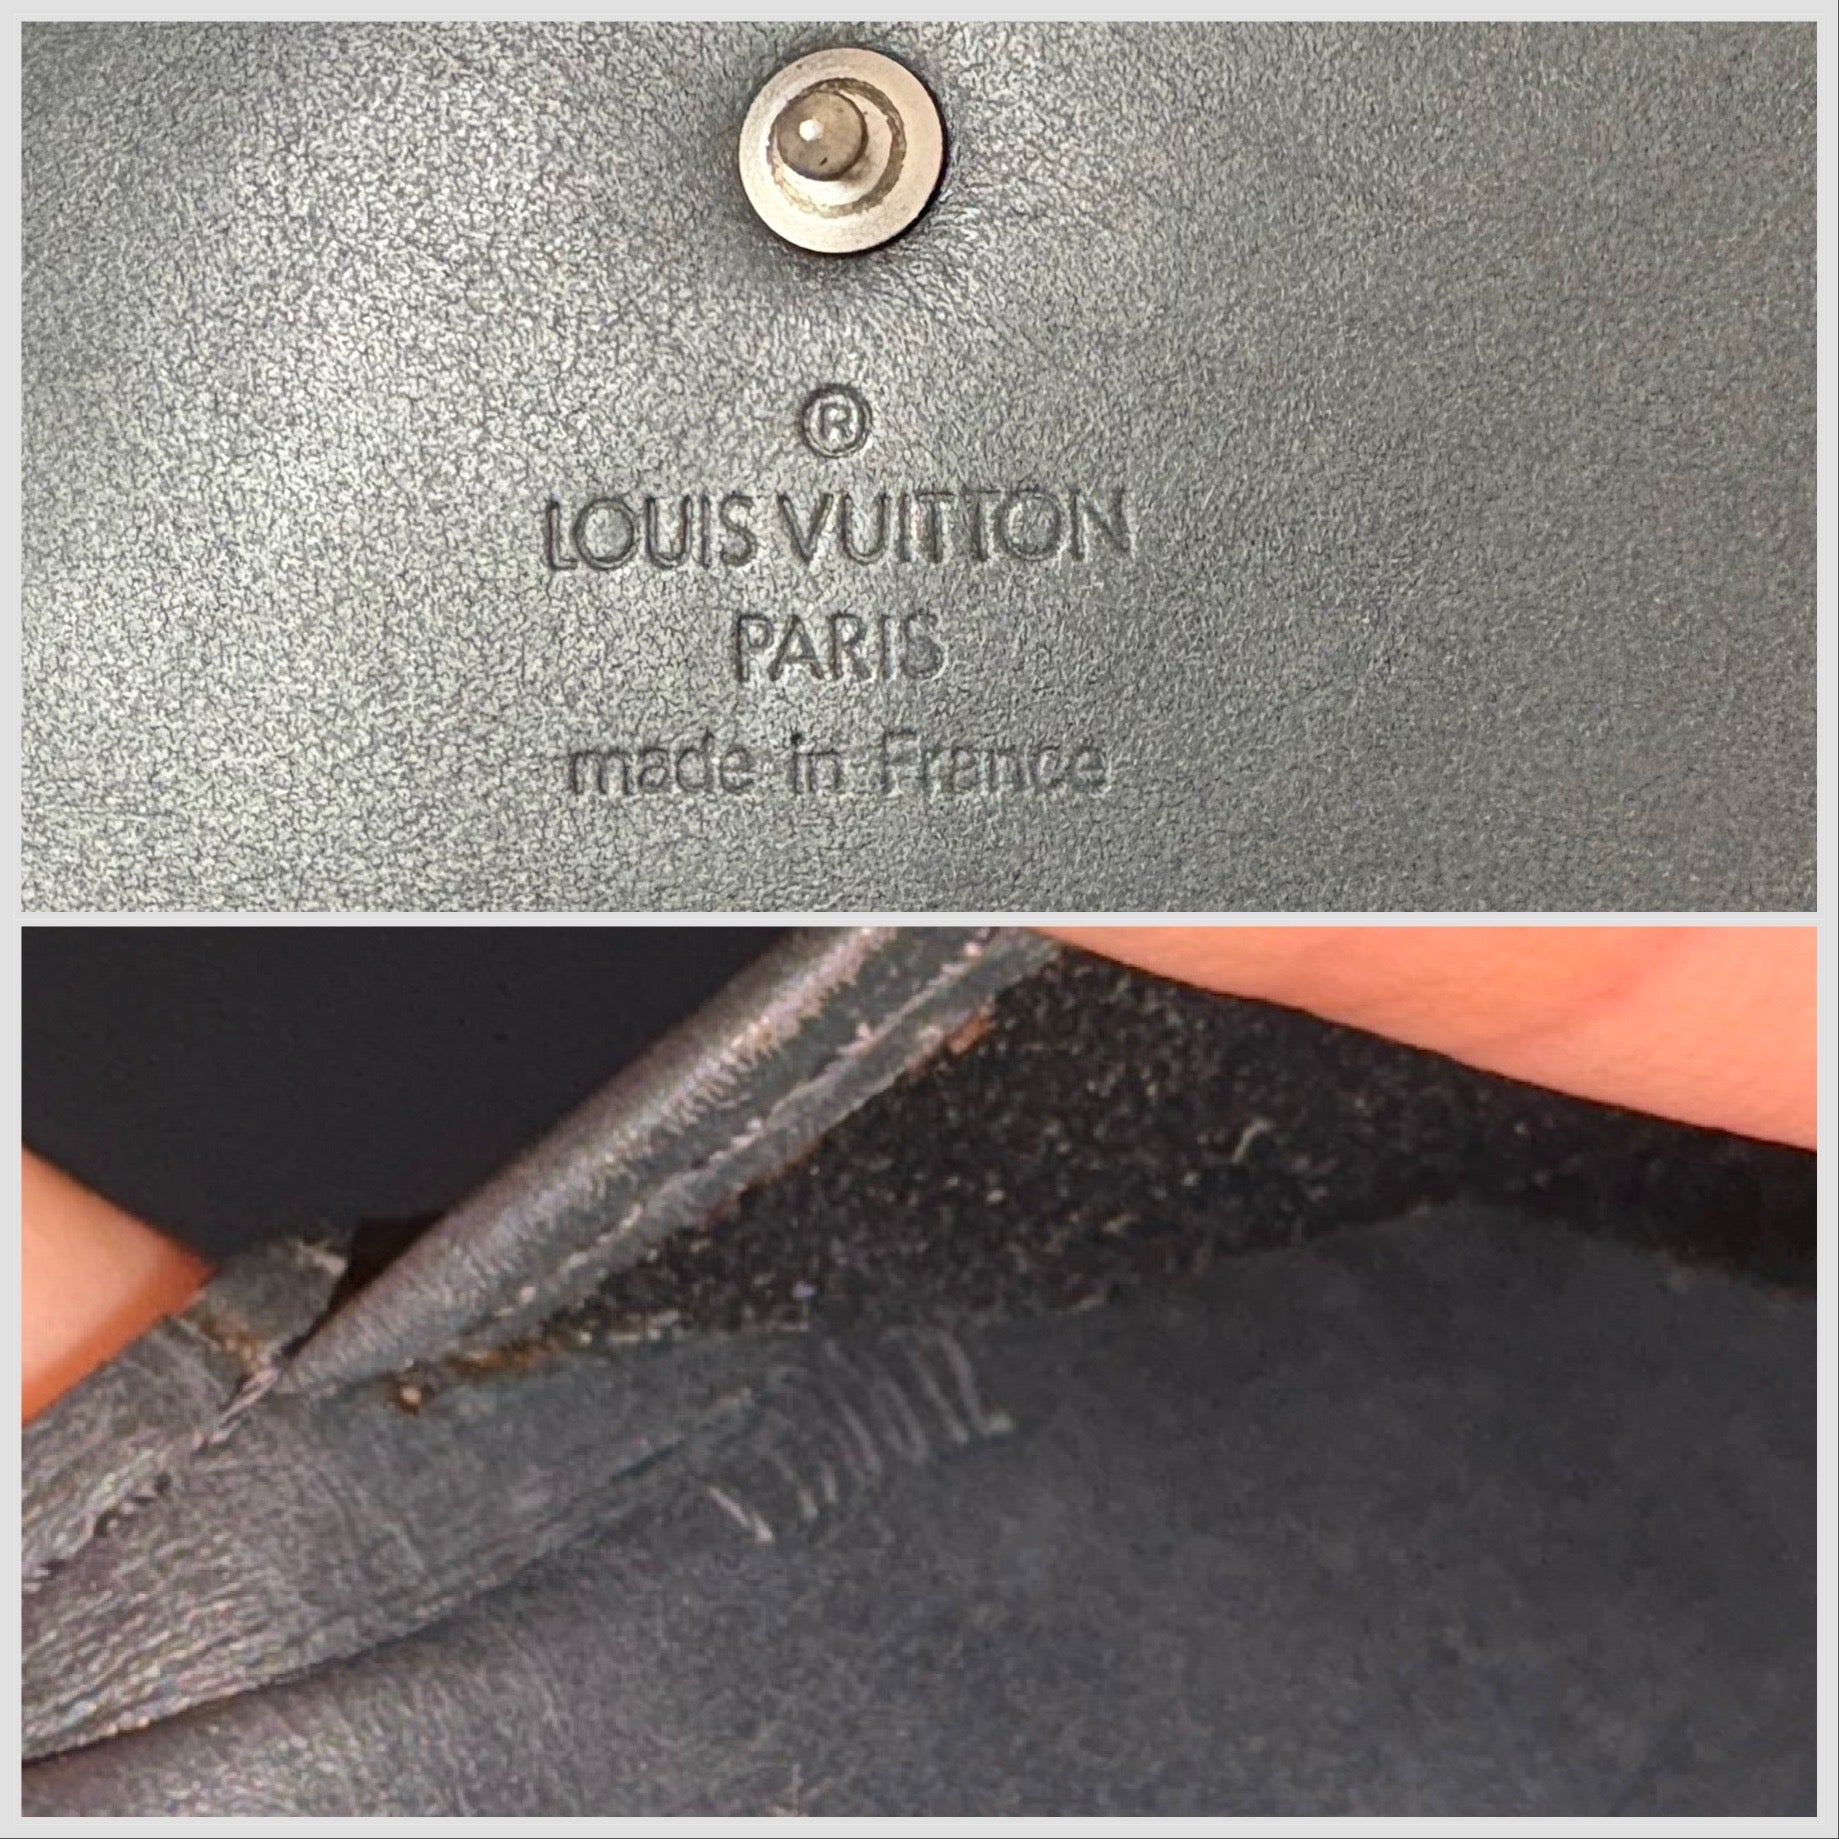 ®
LOUIS VUITTON
PARIS
made in France